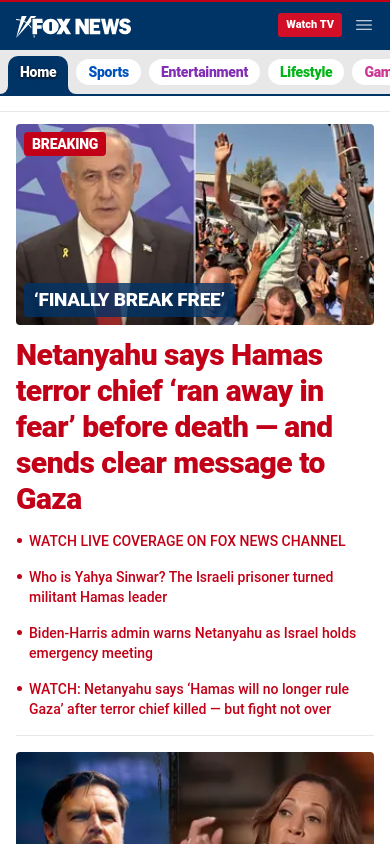 FOX NEWS
Watch TV
Home
Sports
Entertainment
Lifestyle
Gam
BREAKING
‘FINALLY BREAK FREE’
Netanyahu says Hamas
terror chief ‘ran away in
fear’ before death — and
sends clear message to
Gaza
• WATCH LIVE COVERAGE ON FOX NEWS CHANNEL
• Who is Yahya Sinwar? The Israeli prisoner turned
militant Hamas leader
• Biden-Harris admin warns Netanyahu as Israel holds
emergency meeting
• WATCH: Netanyahu says ‘Hamas will no longer rule
Gaza’ after terror chief killed — but fight not over